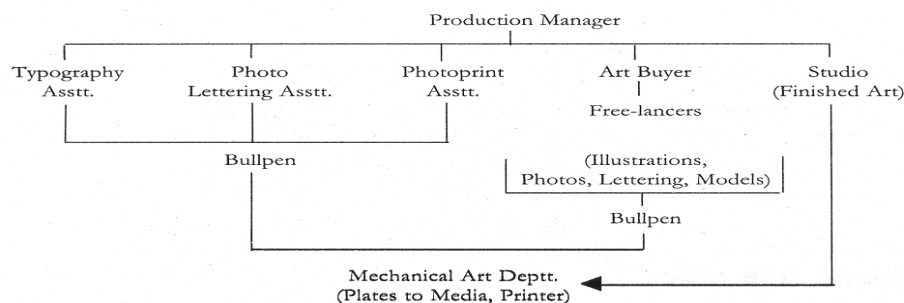 Production Manager
Typography
Asstt.
Photo
Lettering Asstt.
Photoprint
Asstt.
Art Buyer
Studio
(Finished Art)
Free-lancers
Bullpen
(Illustrations,
Photos, Lettering, Models)
Bullpen
Mechanical Art Deptt.
(Plates to Media, Printer)